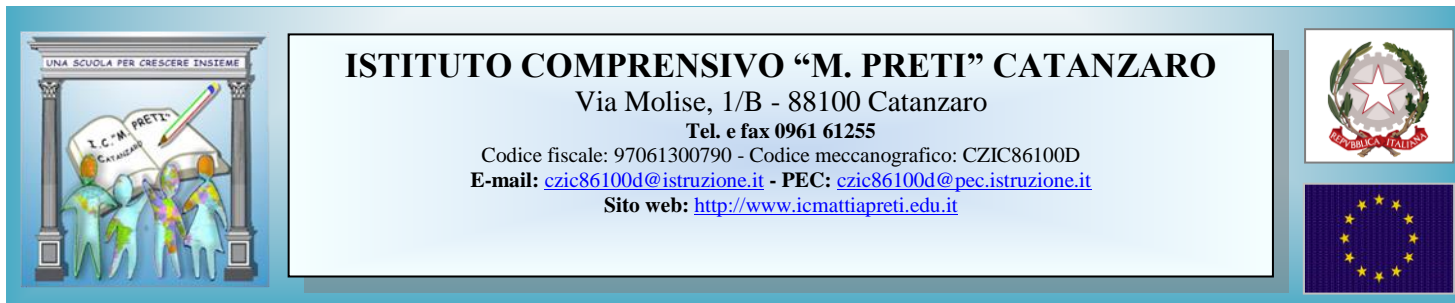 UNA SCUOLA PER CRESCERE INSIEME
I.C. "M. PRETI"
CATANZARO
ISTITUTO COMPRENSIVO “M. PRETI” CATANZARO
Via Molise, 1/B - 88100 Catanzaro
Tel. e fax 0961 61255
Codice fiscale: 97061300790 - Codice meccanografico: CZIC86100D
E-mail: czic86100d@istruzione.it - PEC: czic86100d@pec.istruzione.it
Sito web: http://www.icmattiapreti.edu.it
REPVBBLICA ITALIANA